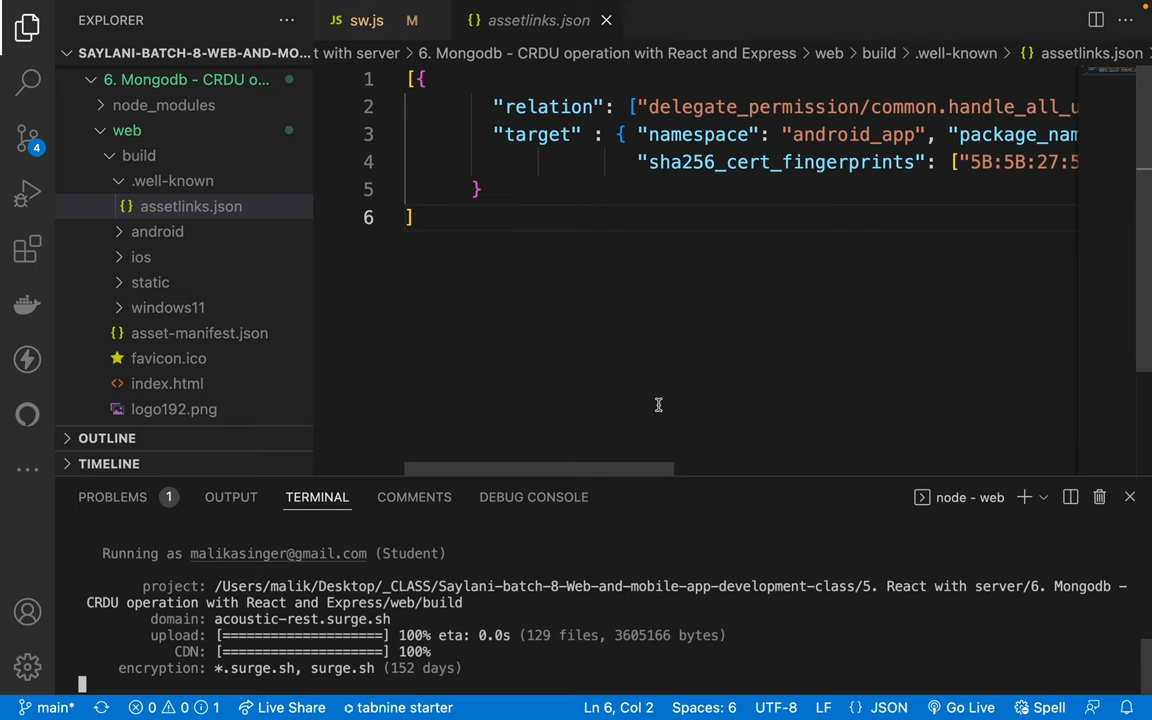 EXPLORER
sw.js M
assetlinks.json
SAYLANI-BATCH-8-WEB-AND-MO...
t with server > 6. Mongodb - CRDU operation with React and Express > web > build > .well-known > {} assetlinks.json
6. Mongodb - CRDU o...
node_modules
web
build
.well-known
{} assetlinks.json
android
ios
static
windows11
{} asset-manifest.json
favicon.ico
<> index.html
logo192.png
OUTLINE
TIMELINE
4
1 [{
2 "relation": ["delegate_permission/common.handle_all_u
3 "target" : { "namespace": "android_app", "package_nam
4 "sha256_cert_fingerprints": ["5B:5B:27:5
5 }
6 ]
PROBLEMS 1 OUTPUT TERMINAL COMMENTS DEBUG CONSOLE
node - web
Running as malikasinger@gmail.com (Student)
project: /Users/malik/Desktop/_CLASS/Saylani-batch-8-Web-and-mobile-app-development-class/5. React with server/6. Mongodb -
CRDU operation with React and Express/web/build
domain: acoustic-rest.surge.sh
upload: [====================] 100% eta: 0.0s (129 files, 3605166 bytes)
CDN: [====================] 100%
encryption: *.surge.sh, surge.sh (152 days)
main* 0 0 1 Live Share tabnine starter Ln 6, Col 2 Spaces: 6 UTF-8 LF {} JSON Go Live Spell